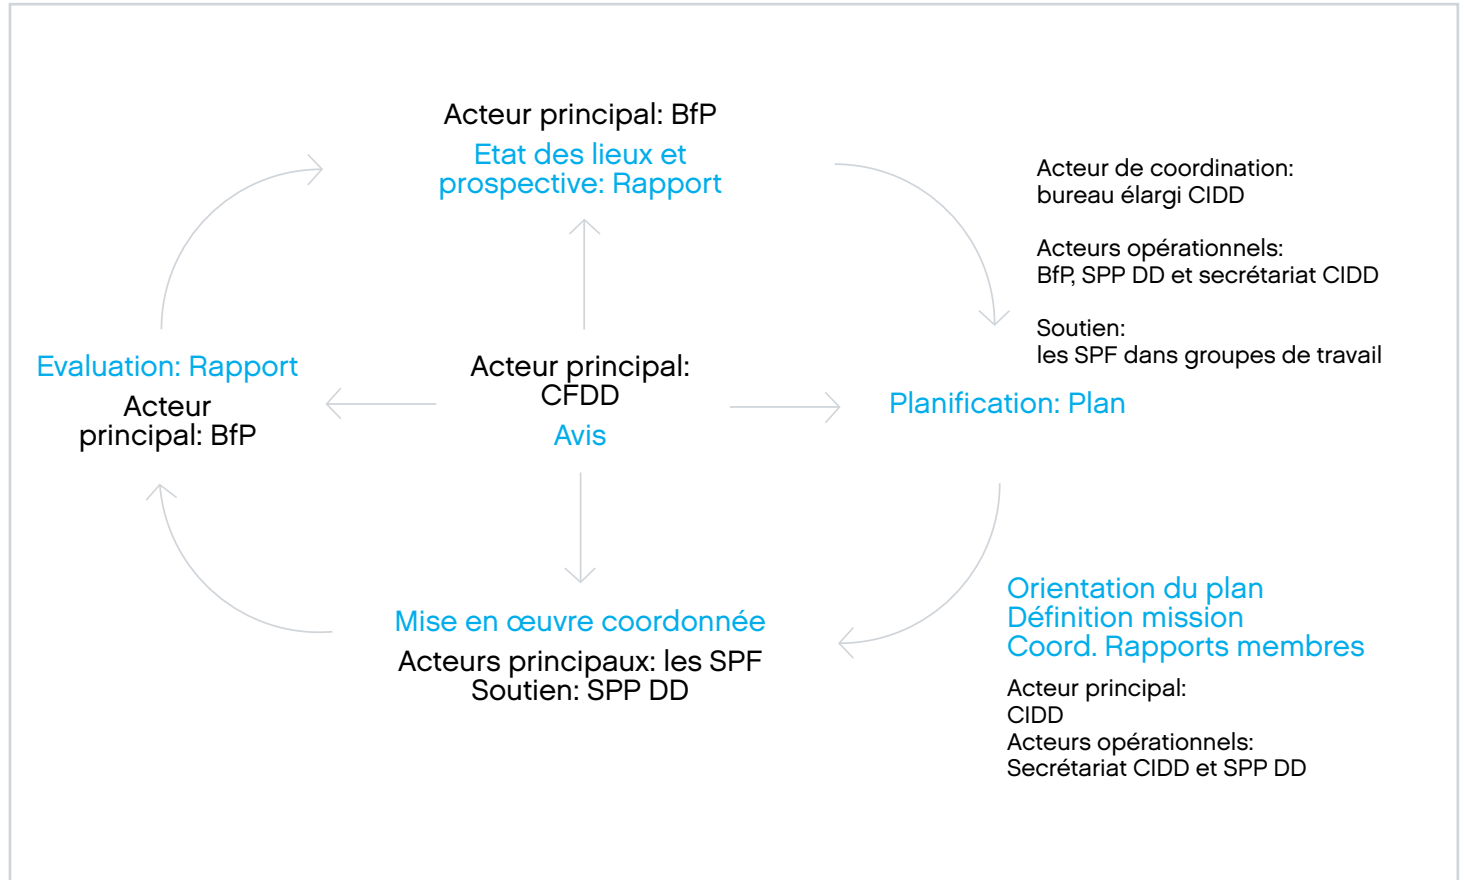 Acteur principal: BfP
Etat des lieux et
prospective: Rapport
Acteur de coordination:
bureau élargi CIDD
Acteurs opérationnels:
BfP, SPP DD et secrétariat CIDD
Soutien:
les SPF dans groupes de travail
Planification: Plan
Evaluation: Rapport
Acteur
principal: BfP
Acteur principal:
CFDD
Avis
Mise en œuvre coordonnée
Acteurs principaux: les SPF
Soutien: SPP DD
Orientation du plan
Définition mission
Coord. Rapports membres
Acteur principal:
CIDD
Acteurs opérationnels:
Secrétariat CIDD et SPP DD